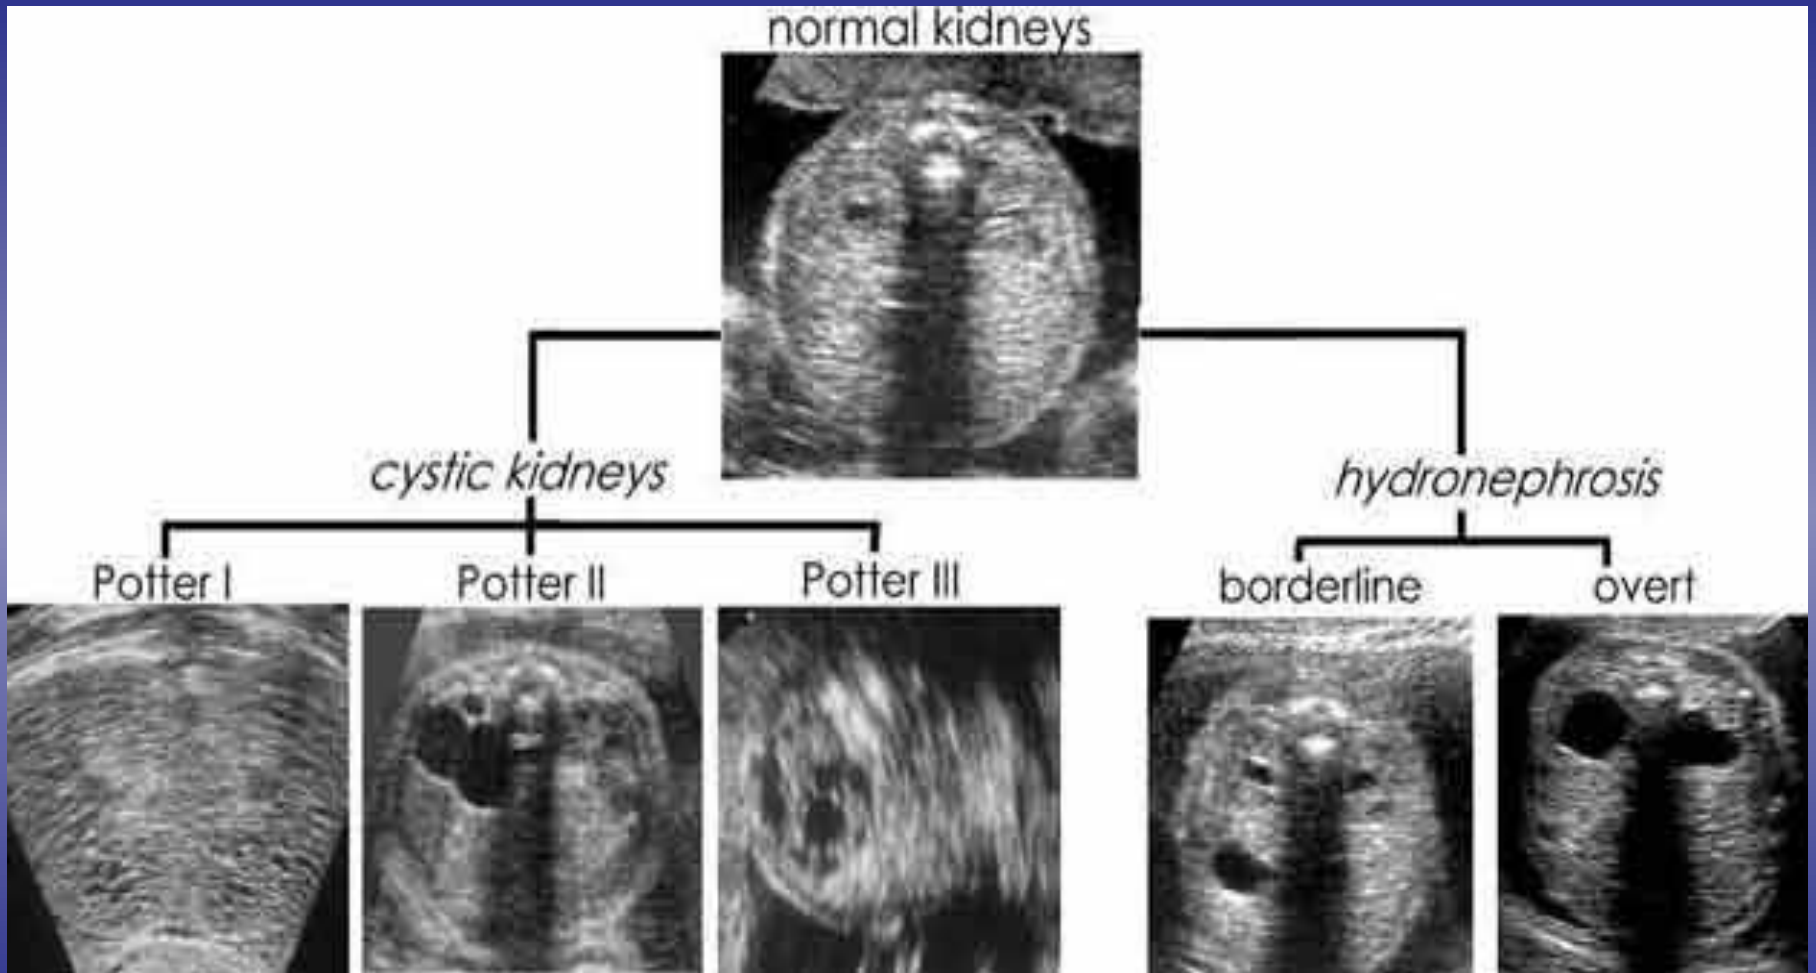 normal kidneys
cystic kidneys
hydronephrosis
Potter I
Potter II
Potter III
borderline
overt